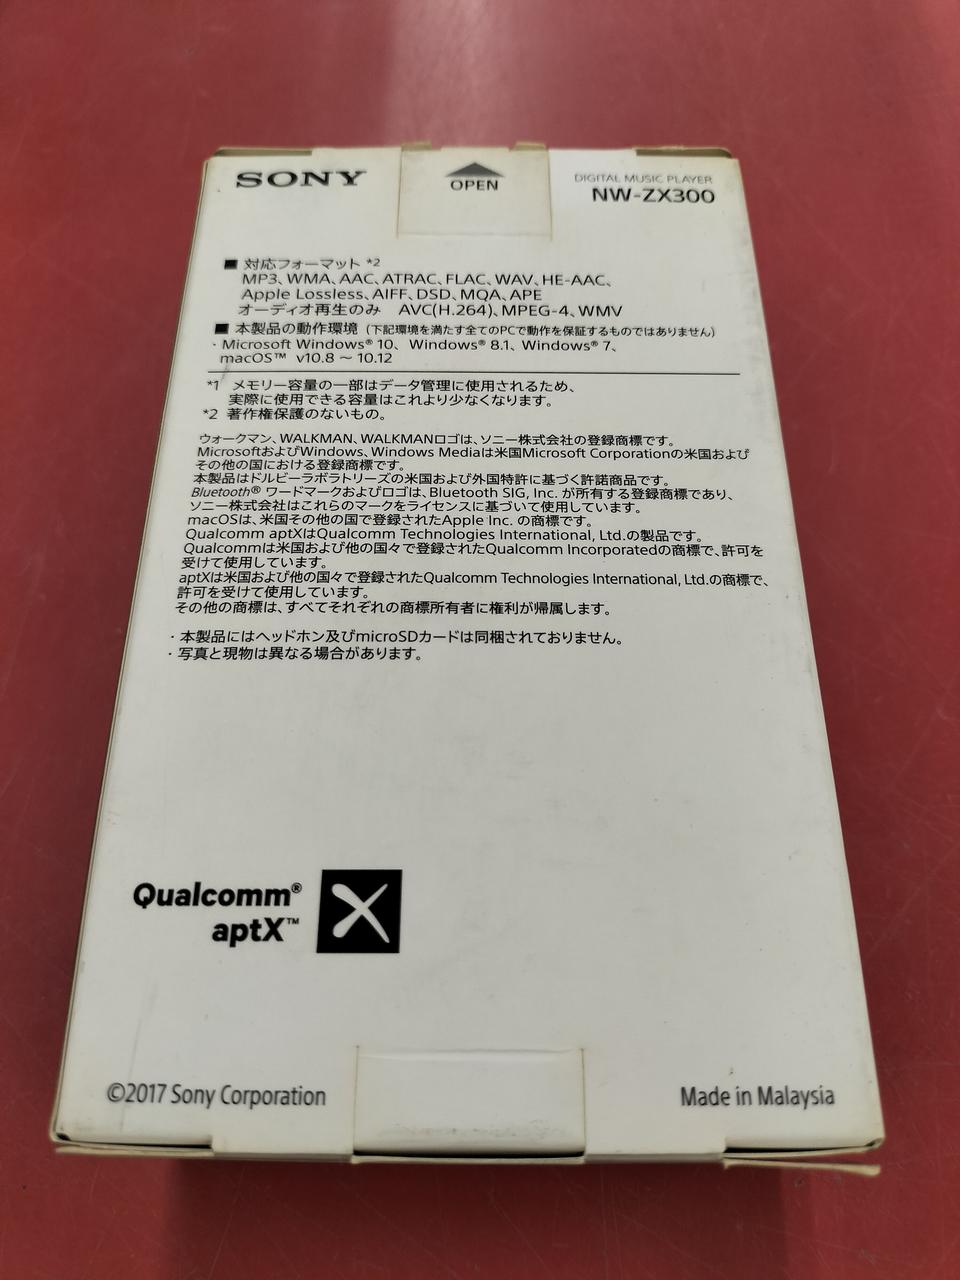 SONY
OPEN
DIGITAL MUSIC PLAYER
NW-ZX300
■ 対応フォーマット *2
MP3、WMA、AAC、ATRAC、FLAC、WAV、HE-AAC、
Apple Lossless、AIFF、DSD、MQA、APE
オーディオ再生のみ AVC(H.264)、MPEG-4、WMV
■ 本製品の動作環境（下記環境を満たす全てのPCで動作を保証するものではありません）
・Microsoft Windows® 10、 Windows® 8.1、Windows® 7、
macOS™ v10.8 ～ 10.12
*1 メモリー容量の一部はデータ管理に使用されるため、
実際に使用できる容量はこれより少なくなります。
*2 著作権保護のないもの。
ウォークマン、WALKMAN、WALKMANロゴは、ソニー株式会社の登録商標です。
MicrosoftおよびWindows、Windows Mediaは米国Microsoft Corporationの米国および
その他の国における登録商標です。
本製品はドルビーラボラトリーズの米国および外国特許に基づく許諾商品です。
Bluetooth® ワードマークおよびロゴは、Bluetooth SIG, Inc. が所有する登録商標であり、
ソニー株式会社はこれらのマークをライセンスに基づいて使用しています。
macOSは、米国その他の国で登録されたApple Inc. の商標です。
Qualcomm aptXはQualcomm Technologies International, Ltd.の製品です。
Qualcommは米国および他の国々で登録されたQualcomm Incorporatedの商標で、許可を
受けて使用しています。
aptXは米国および他の国々で登録されたQualcomm Technologies International, Ltd.の商標で、
許可を受けて使用しています。
その他の商標は、すべてそれぞれの商標所有者に権利が帰属します。
・本製品にはヘッドホン及びmicroSDカードは同梱されておりません。
・写真と現物は異なる場合があります。
Qualcomm®
aptX™
©2017 Sony Corporation
Made in Malaysia